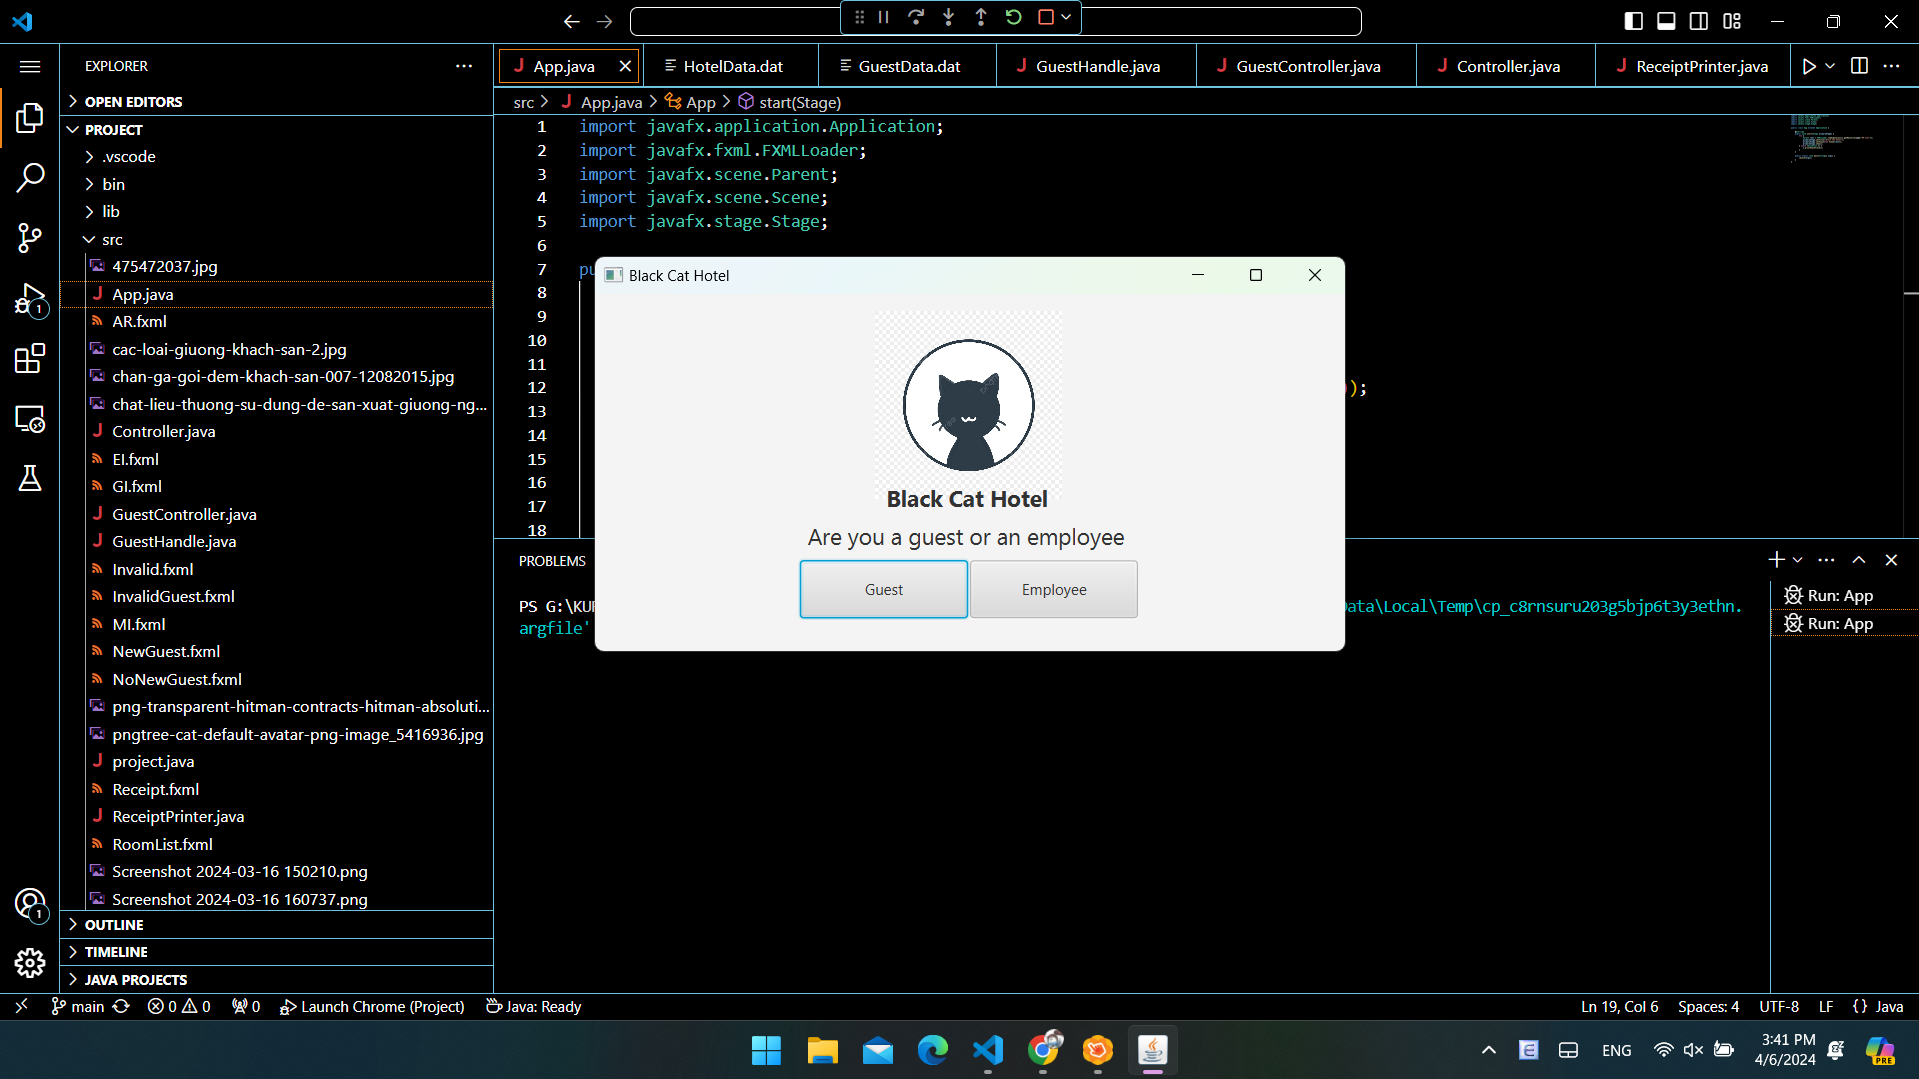 EXPLORER
OPEN EDITORS
PROJECT
.vscode
bin
lib
src
475472037.jpg
App.java
AR.fxml
cac-loai-giuong-khach-san-2.jpg
chan-ga-goi-dem-khach-san-007-12082015.jpg
chat-lieu-thuong-su-dung-de-san-xuat-giuong-ng...
Controller.java
EI.fxml
GI.fxml
GuestController.java
GuestHandle.java
Invalid.fxml
InvalidGuest.fxml
MI.fxml
NewGuest.fxml
NoNewGuest.fxml
png-transparent-hitman-contracts-hitman-absoluti...
pngtree-cat-default-avatar-png-image_5416936.jpg
project.java
Receipt.fxml
ReceiptPrinter.java
RoomList.fxml
Screenshot 2024-03-16 150210.png
Screenshot 2024-03-16 160737.png
OUTLINE
TIMELINE
JAVA PROJECTS
App.java HotelData.dat GuestData.dat GuestHandle.java GuestController.java Controller.java ReceiptPrinter.java
src App.java App start(Stage)
1 import javafx.application.Application;
2 import javafx.fxml.FXMLLoader;
3 import javafx.scene.Parent;
4 import javafx.scene.Scene;
5 import javafx.stage.Stage;
6
7 pu
8
9
10
11
12 );
13
14
15
16
17
18
Black Cat Hotel
Black Cat Hotel
Are you a guest or an employee
Guest Employee
PROBLEMS
PS G:\KU ata\Local\Temp\cp_c8rnsuru203g5bjp6t3y3ethn.
argfile'
Run: App
Run: App
1
1
main 0 0 0 Launch Chrome (Project) Java: Ready Ln 19, Col 6 Spaces: 4 UTF-8 LF {} Java
ENG 3:41 PM
4/6/2024
PRE